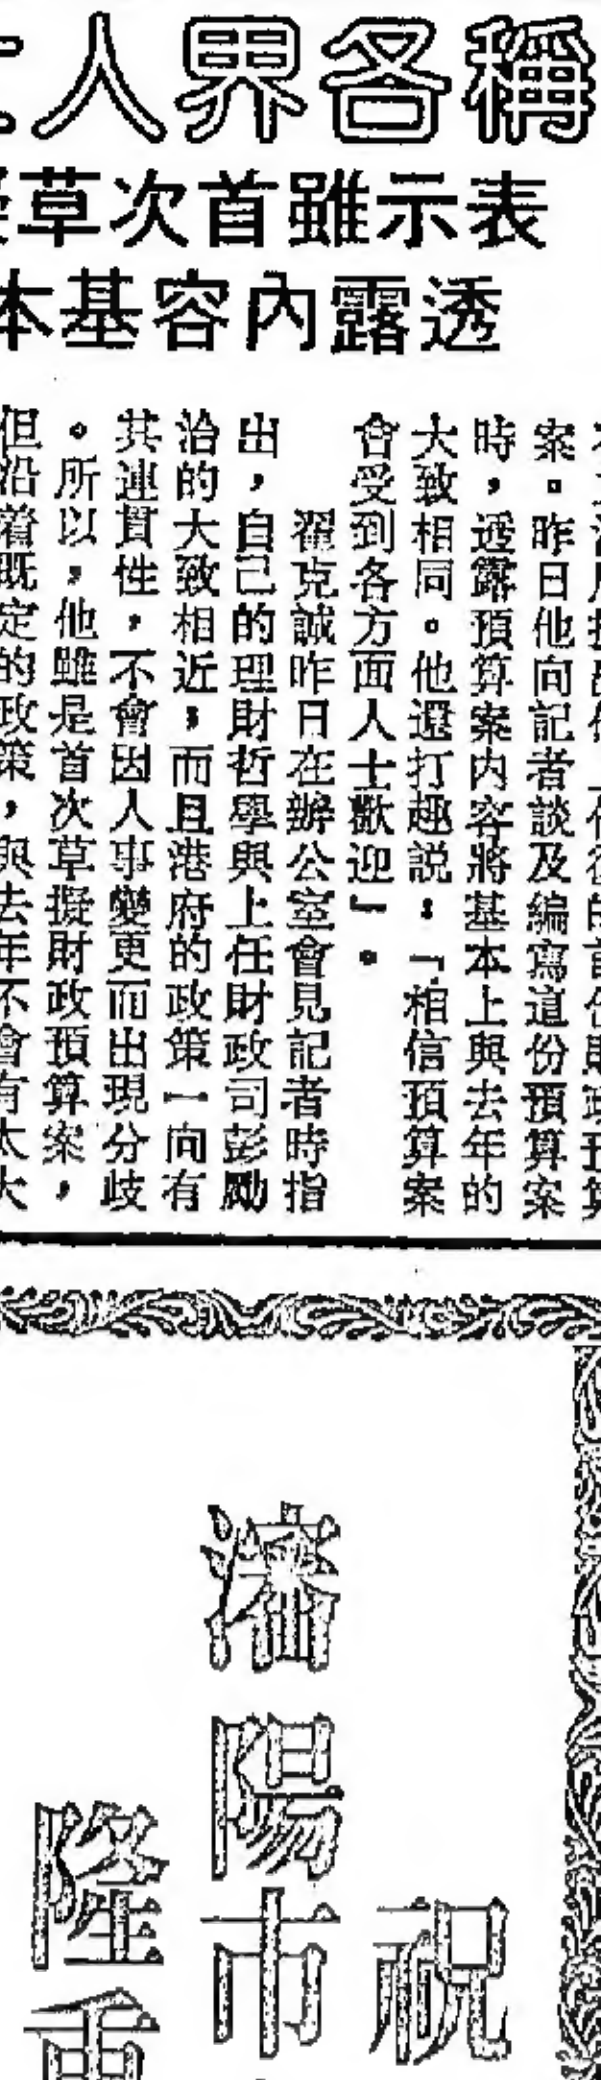 稱各界人
表示雖首次草
透露內容基本
案。昨日他向記者談及編寫這份預算案
時，透露預算案內容將基本上與去年的
大致相同。他還打趣説：「相信預算案
會受到各方面人士歡迎」。
翟克誠昨日在辦公室會見記者時指
出，自己的理財哲學與上任財政司彭勵
治的大致相近；而且港府的政策一向有
其連貫性，不會因人事變更而出現分歧
。所以，他雖是首次草擬財政預算案，
但沿着既定的政策，與去年不會有太大
祝
瀋陽市
隆重